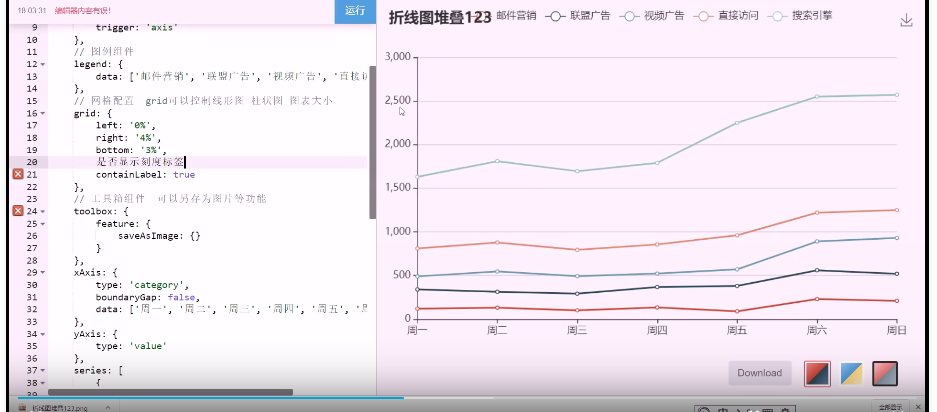 18:03:31 编辑器内容有误!
运行
9 trigger: 'axis'
10 },
11 // 图例组件
12 legend: {
13 data: ['邮件营销', '联盟广告', '视频广告', '直接
14 },
15 // 网格配置 grid可以控制线形图 柱状图 图表大小
16 grid: {
17 left: '0%',
18 right: '4%',
19 bottom: '3%',
20 是否显示刻度标签
21 containLabel: true
22 },
23 // 工具箱组件 可以另存为图片等功能
24 toolbox: {
25 feature: {
26 saveAsImage: {}
27 }
28 },
29 xAxis: {
30 type: 'category',
31 boundaryGap: false,
32 data: ['周一', '周二', '周三', '周四', '周五', '周
33 },
34 yAxis: {
35 type: 'value'
36 },
37 series: [
38 {
39
折线图堆叠123 邮件营销 联盟广告 视频广告 直接访问 搜索引擎
3,000
2,500
2,000
1,500
1,000
500
0
周一 周二 周三 周四 周五 周六 周日
Download
折线图堆叠123.png
全部显示